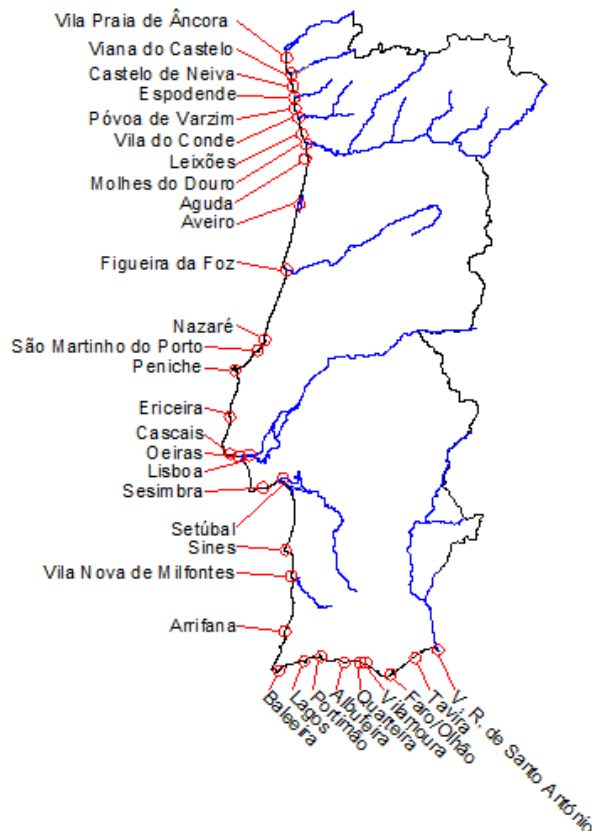 Vila Praia de Âncora
Viana do Castelo
Castelo de Neiva
Espodende
Póvoa de Varzim
Vila do Conde
Leixões
Molhes do Douro
Aguda
Aveiro
Figueira da Foz
Nazaré
São Martinho do Porto
Peniche
Ericeira
Cascais
Oeiras
Lisboa
Sesimbra
Setúbal
Sines
Vila Nova de Milfontes
Arrifana
Baleeira
Lagos
Portimão
Albufeira
Quarteira
Vilamoura
Faro/Olhão
Tavira
V. R. de Santo António